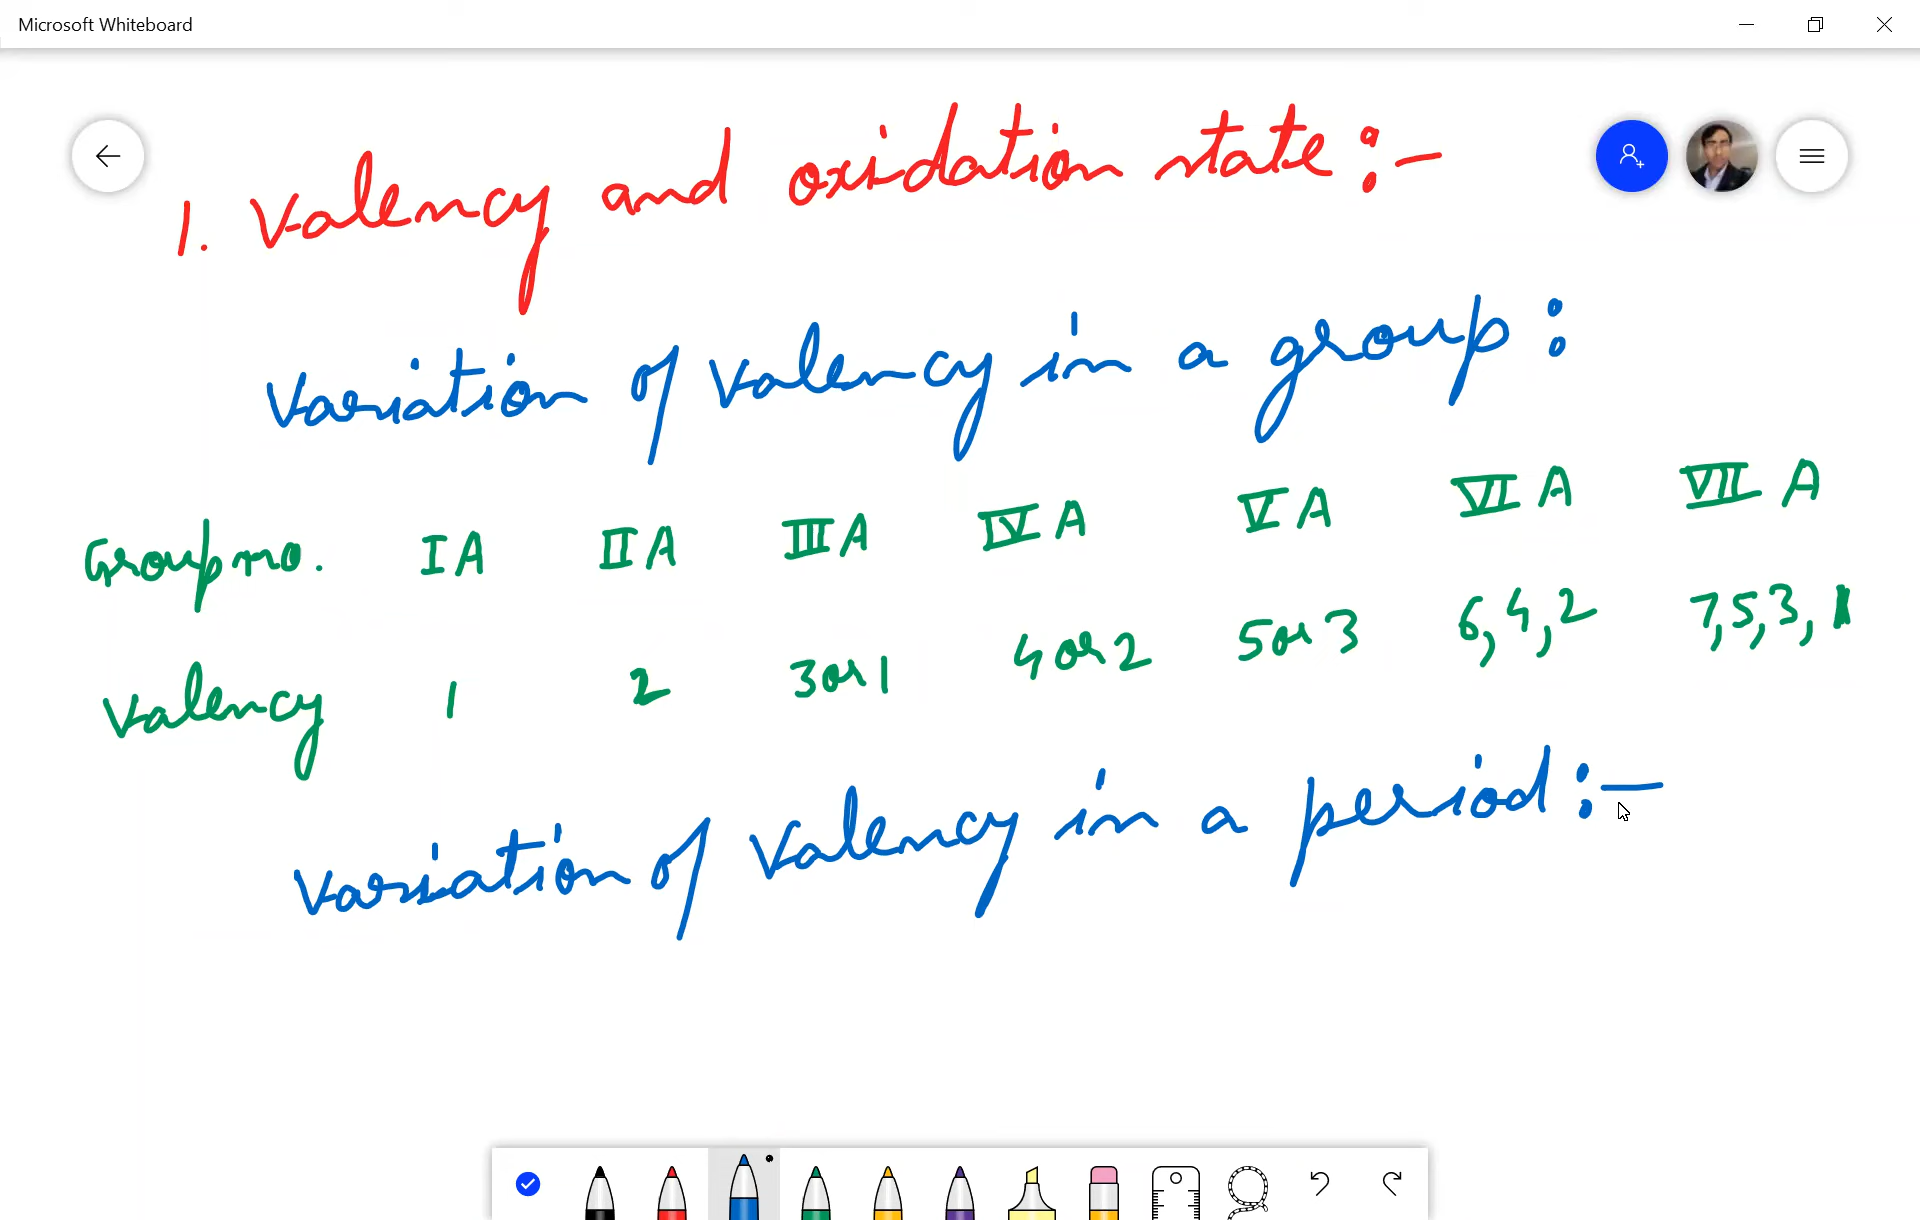 Microsoft Whiteboard
1. Valency and oxidation state :-
Variation of valency in a group :
Group no. IA IIA IIIA IVA VA VI A VII A
Valency 1 2 3 or 1 4 or 2 5 or 3 6, 4, 2 7, 5, 3, 1
Variation of valency in a period :-